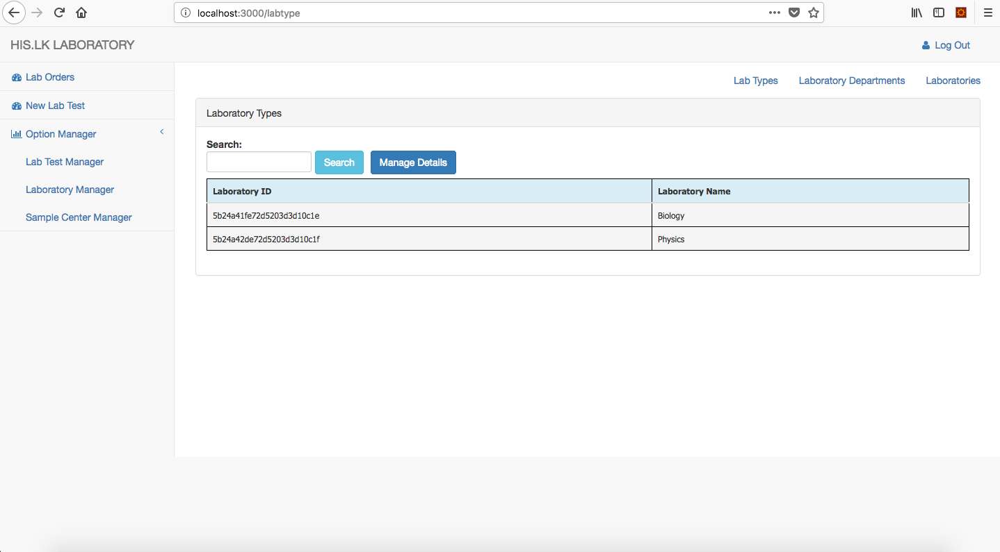 localhost:3000/labtype
HIS.LK LABORATORY
Log Out
Lab Orders
New Lab Test
Option Manager
Lab Test Manager
Laboratory Manager
Sample Center Manager
Lab Types Laboratory Departments Laboratories
Laboratory Types
Search:
Search Manage Details
Laboratory ID Laboratory Name
5b24a41fe72d5203d3d10c1e Biology
5b24a42de72d5203d3d10c1f Physics